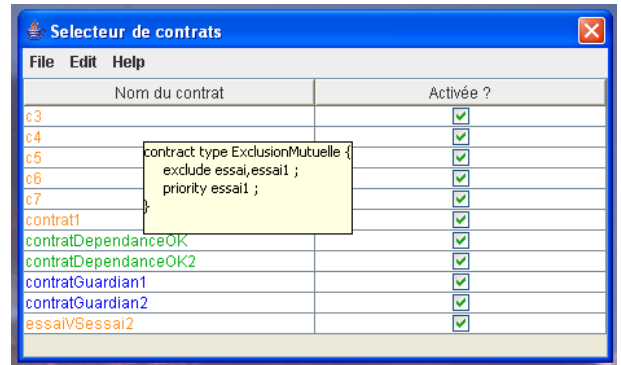 Selecteur de contrats
File Edit Help
Nom du contrat Activée ?
c3
c4
c5
c6
c7
contrat1
contratDependanceOK
contratDependanceOK2
contratGuardian1
contratGuardian2
essaiVSessai2
contract type ExclusionMutuelle {
exclude essai,essai1 ;
priority essai1 ;
}